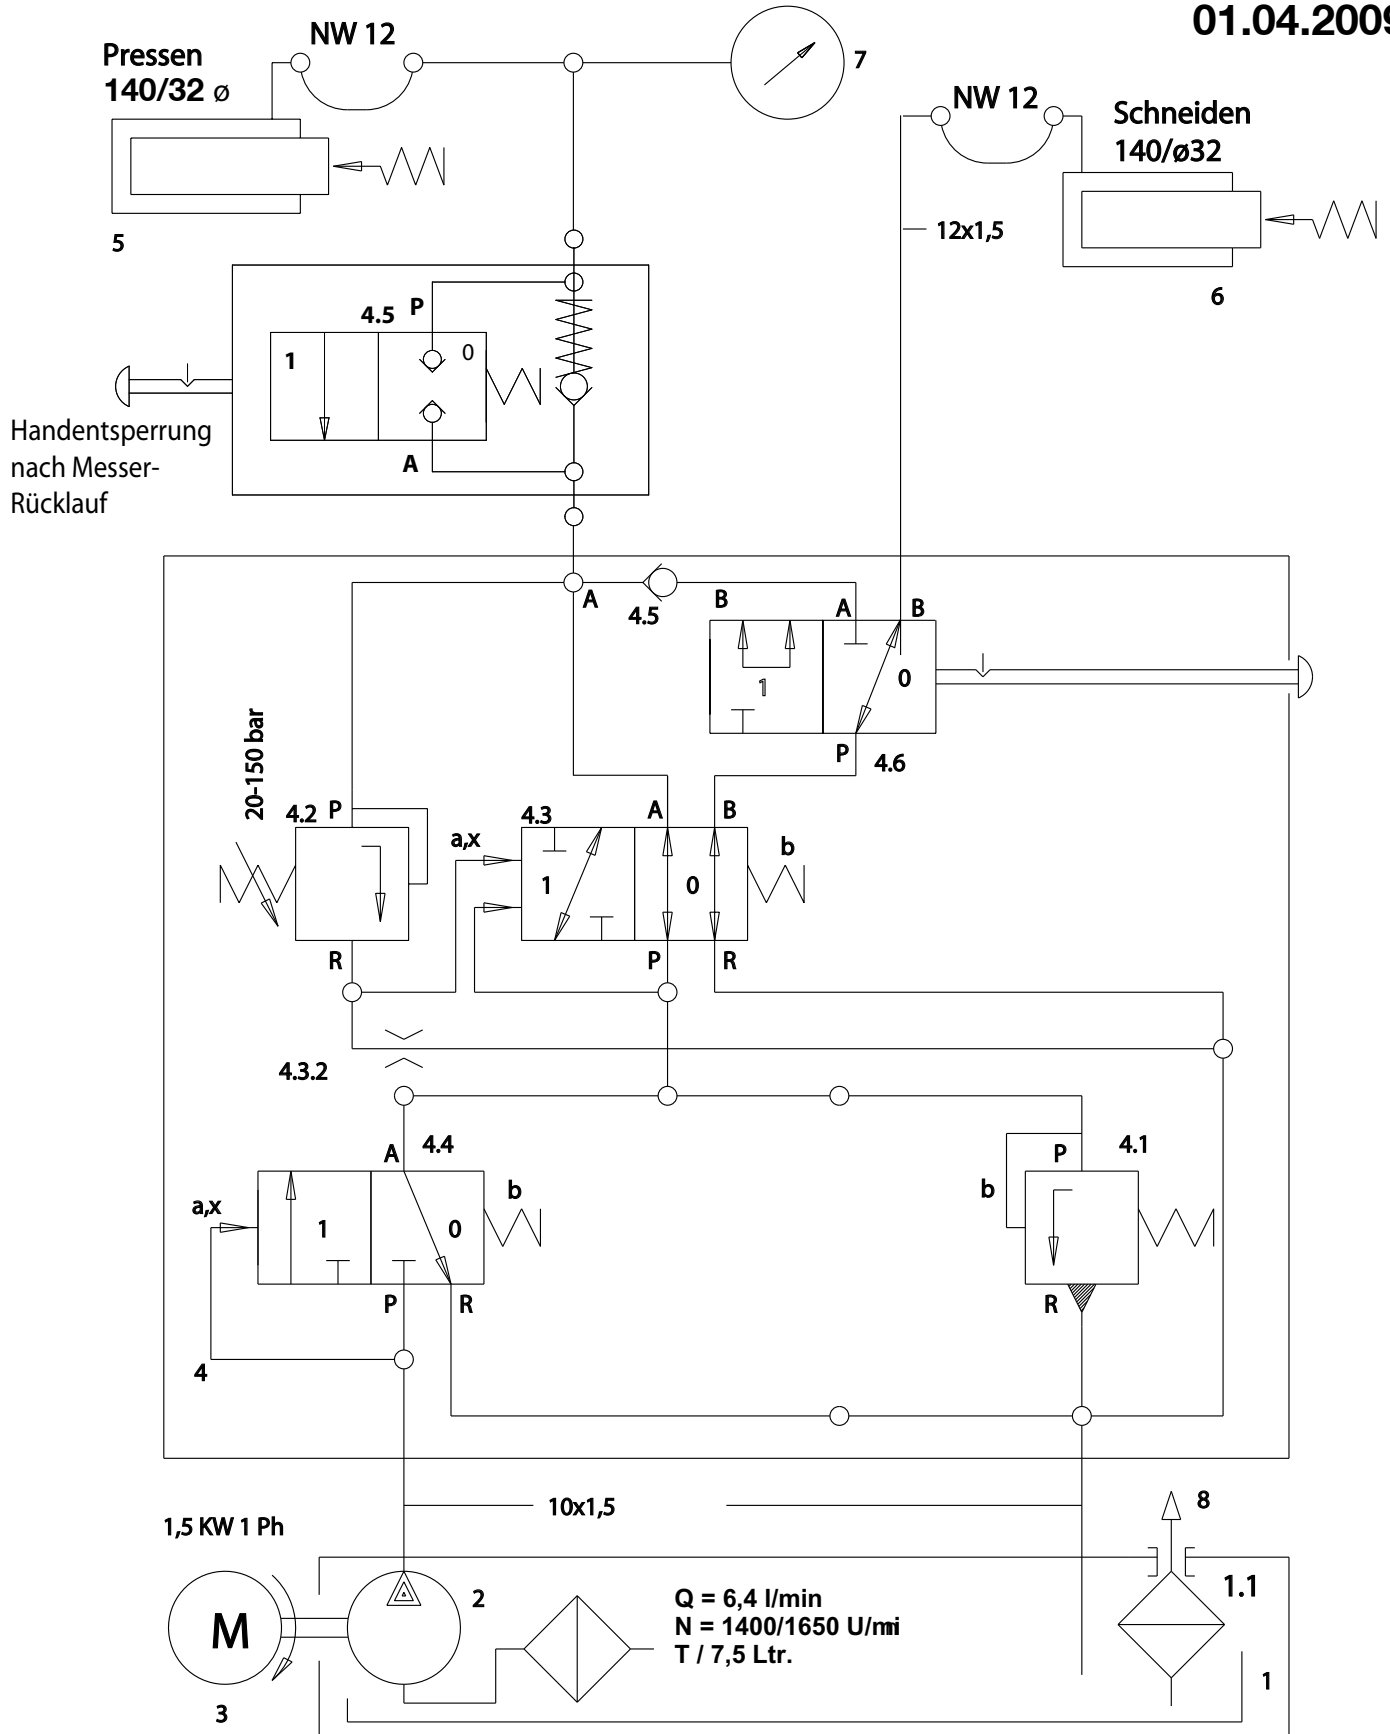 01.04.2009
NW 12
Pressen
140/32 ø
7
NW 12
Schneiden
140/ø32
12x1,5
5
6
4.5
P
1
0
A
Handentsperrung
nach Messer-
Rücklauf
A
4.5
B
A
B
1
0
P
4.6
20-150 bar
4.2
P
4.3
A
B
a,x
b
1
0
R
P
R
4.3.2
A
4.4
P
4.1
b
a,x
b
1
0
P
R
R
4
10x1,5
8
1,5 KW 1 Ph
M
2
Q = 6,4 l/min
N = 1400/1650 U/mi
T / 7,5 Ltr.
1.1
1
3